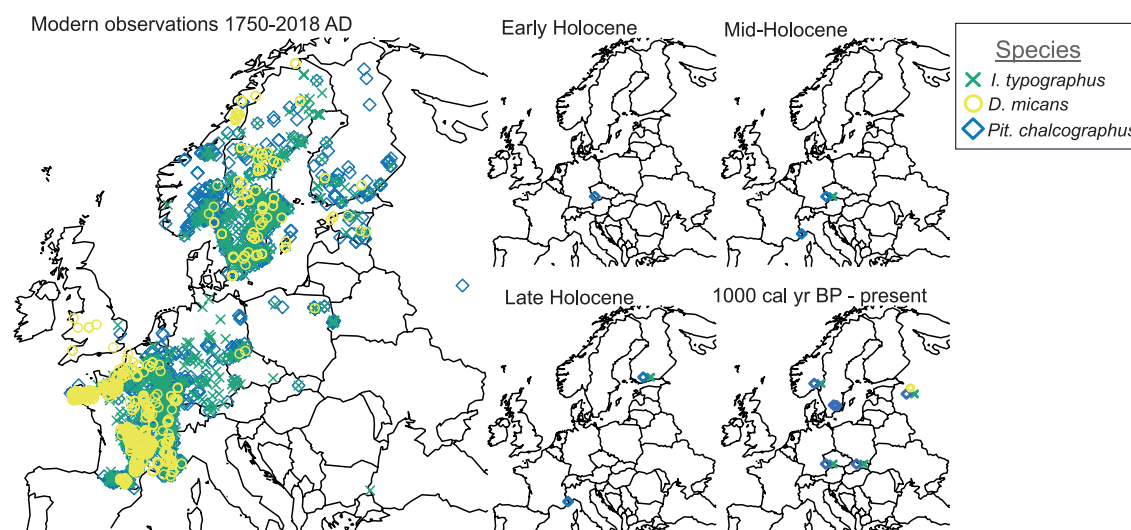 Modern observations 1750-2018 AD
Early Holocene
Mid-Holocene
Species
I. typographus
D. micans
Pit. chalcographus
Late Holocene
1000 cal yr BP - present